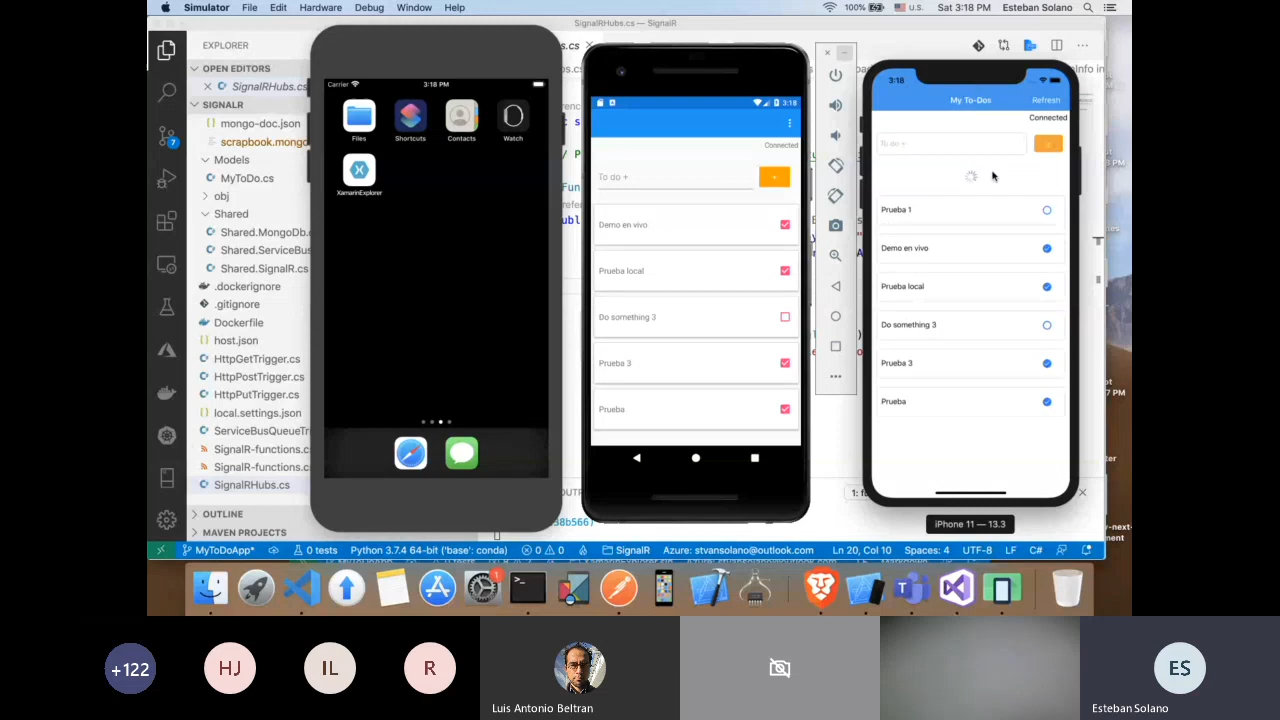 Simulator File Edit Hardware Debug Window Help
100% U.S. Sat 3:18 PM Esteban Solano
SignalRHubs.cs — SignalR
EXPLORER
OPEN EDITORS
SignalRHubs.cs
SIGNALR
mongo-doc.json
scrapbook.mongo
Models
MyToDo.cs
obj
Shared
Shared.MongoDb.c
Shared.ServiceBus
Shared.SignalR.cs
.dockerignore
.gitignore
Dockerfile
host.json
HttpGetTrigger.cs
HttpPostTrigger.cs
HttpPutTrigger.cs
local.settings.json
ServiceBusQueueTr
SignalR-functions.c
SignalR-functions.c
SignalRHubs.cs
OUTLINE
MAVEN PROJECTS
Carrier 3:18 PM
Files
Shortcuts
Contacts
Watch
XamarinExplorer
3:18
Connected
To do +
+
Demo en vivo
Prueba local
Do something 3
Prueba 3
Prueba
3:18
My To-Dos
Refresh
Connected
To do +
Prueba 1
Demo en vivo
Prueba local
Do something 3
Prueba 3
Prueba
iPhone 11 — 13.3
MyToDoApp* 0 tests Python 3.7.4 64-bit ('base': conda) 0 0 SignalR Azure: stvansolano@outlook.com Ln 20, Col 10 Spaces: 4 UTF-8 LF C#
+122
HJ
IL
R
Luis Antonio Beltran
ES
Esteban Solano